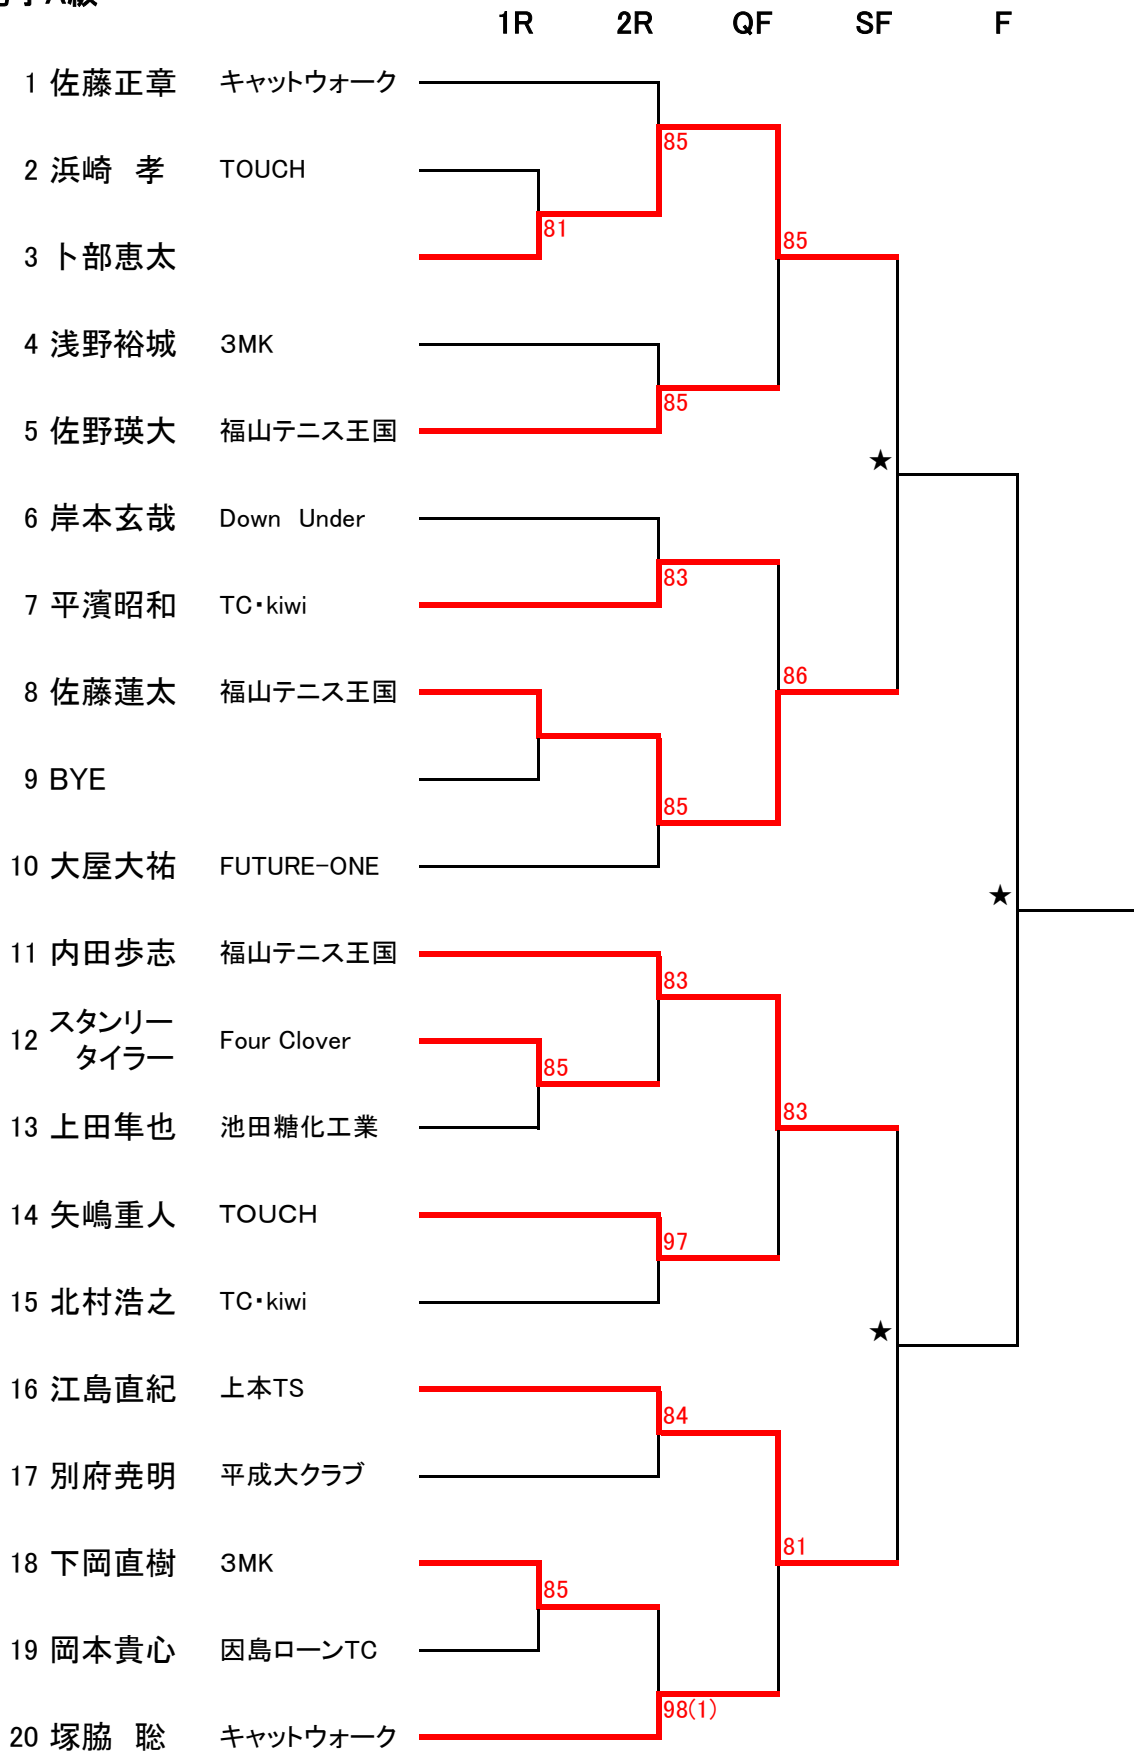 1R 2R QF SF F
1 佐藤正章 キャットウォーク
85
2 浜崎 孝 TOUCH
81
3 卜部恵太
85
4 浅野裕城 3MK
85
5 佐野瑛大 福山テニス王国
★
6 岸本玄哉 Down Under
83
7 平濱昭和 TC・kiwi
86
8 佐藤蓮太 福山テニス王国
9 BYE
85
10 大屋大祐 FUTURE-ONE
★
11 内田歩志 福山テニス王国
83
12 スタンリー
タイラー Four Clover
85
83
13 上田隼也 池田糖化工業
14 矢嶋重人 TOUCH
97
15 北村浩之 TC・kiwi
★
16 江島直紀 上本TS
84
17 別府尭明 平成大クラブ
81
18 下岡直樹 3MK
85
19 岡本貴心 因島ローンTC
98(1)
20 塚脇 聡 キャットウォーク